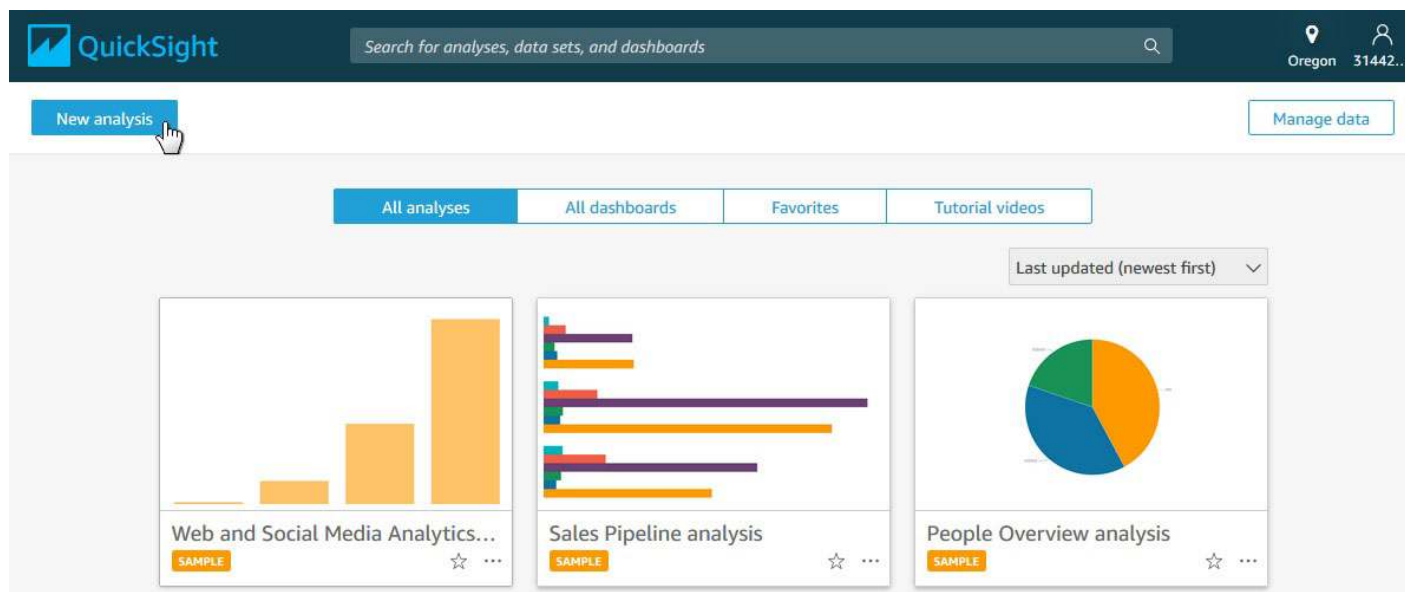 QuickSight
Search for analyses, data sets, and dashboards
Oregon
31442..
New analysis
Manage data
All analyses
All dashboards
Favorites
Tutorial videos
Last updated (newest first)
Web and Social Media Analytics...
SAMPLE
Sales Pipeline analysis
SAMPLE
People Overview analysis
SAMPLE